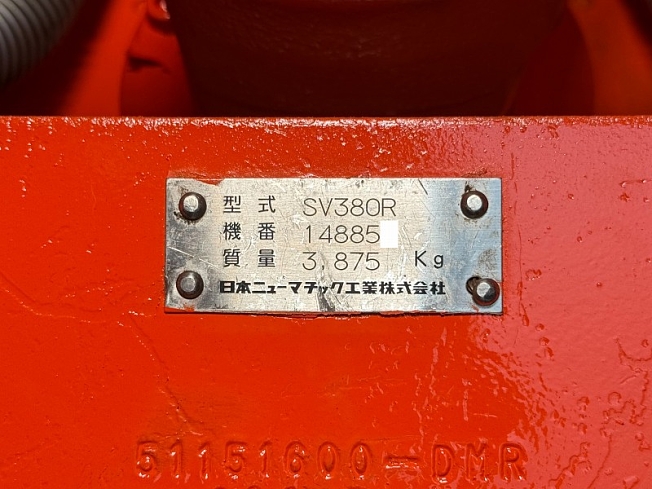 型式 SV380R
機番 14885
質量 3,875 Kg
日本ニューマチック工業株式会社
51151600-DMR